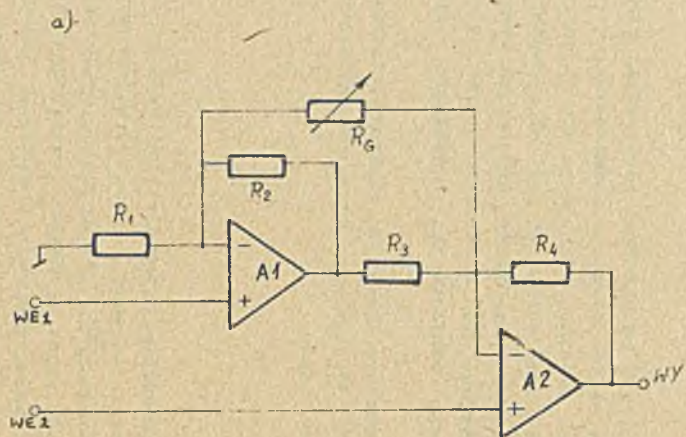 a)
R_G
R_2
R_1
-
A1
+
R_3
R_4
WE1
-
A2
+
WY
WE2